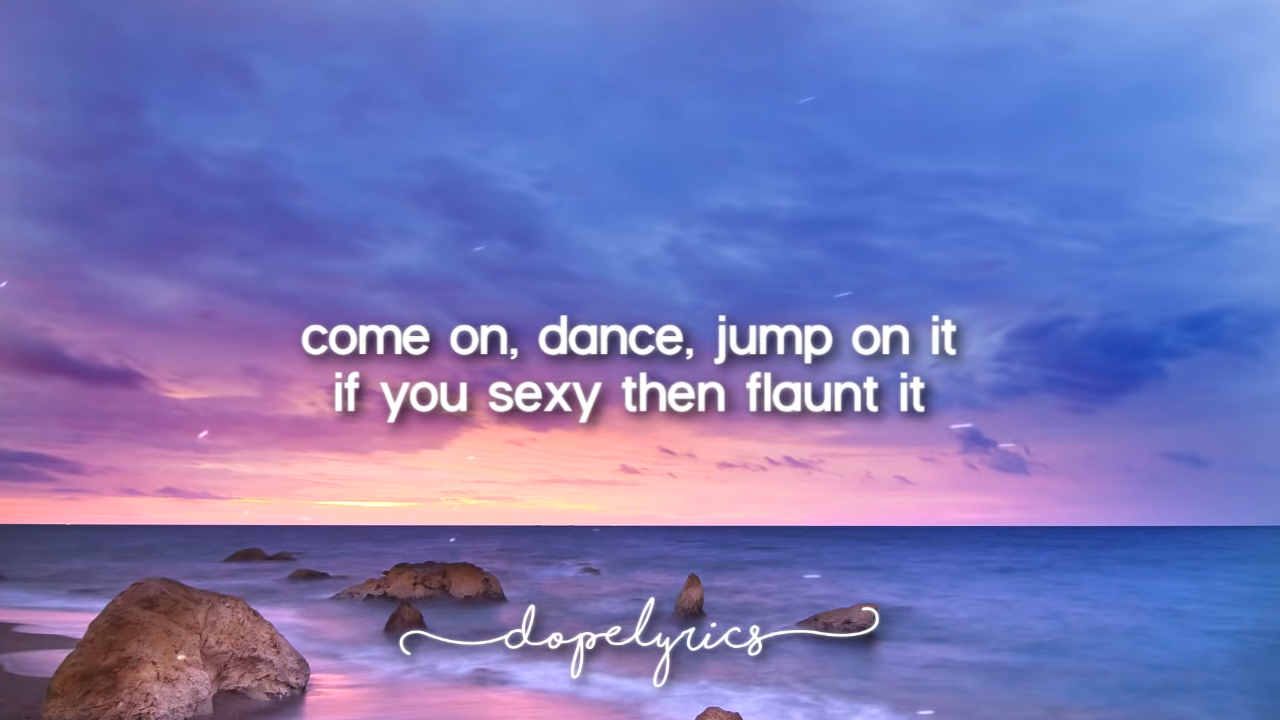 come on, dance, jump on it
if you sexy then flaunt it
dopelyrics